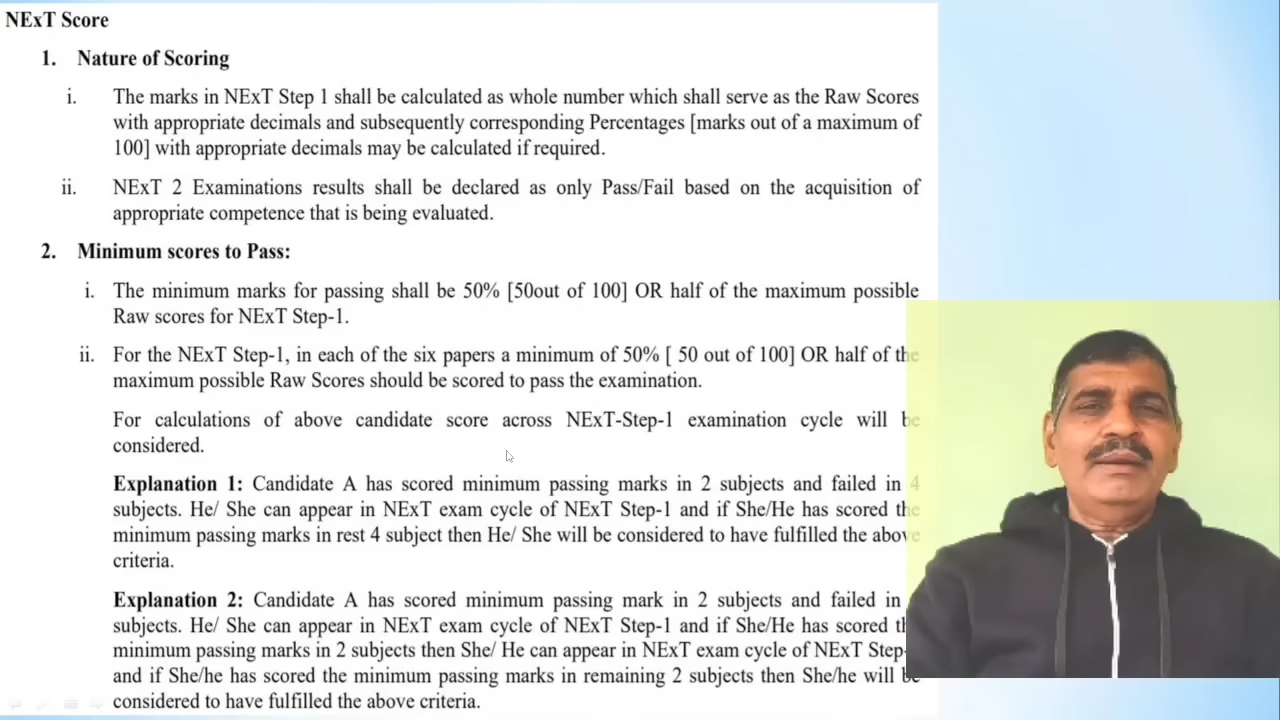 NExT Score
1. Nature of Scoring
i. The marks in NExT Step 1 shall be calculated as whole number which shall serve as the Raw Scores
with appropriate decimals and subsequently corresponding Percentages [marks out of a maximum of
100] with appropriate decimals may be calculated if required.
ii. NExT 2 Examinations results shall be declared as only Pass/Fail based on the acquisition of
appropriate competence that is being evaluated.
2. Minimum scores to Pass:
i. The minimum marks for passing shall be 50% [50out of 100] OR half of the maximum possible
Raw scores for NExT Step-1.
ii. For the NExT Step-1, in each of the six papers a minimum of 50% [ 50 out of 100] OR half of the
maximum possible Raw Scores should be scored to pass the examination.
For calculations of above candidate score across NExT-Step-1 examination cycle will be
considered.
Explanation 1: Candidate A has scored minimum passing marks in 2 subjects and failed in 4
subjects. He/ She can appear in NExT exam cycle of NExT Step-1 and if She/He has scored the
minimum passing marks in rest 4 subject then He/ She will be considered to have fulfilled the above
criteria.
Explanation 2: Candidate A has scored minimum passing mark in 2 subjects and failed in
subjects. He/ She can appear in NExT exam cycle of NExT Step-1 and if She/He has scored
minimum passing marks in 2 subjects then She/ He can appear in NExT exam cycle of NExT Step-
and if She/he has scored the minimum passing marks in remaining 2 subjects then She/he will be
considered to have fulfilled the above criteria.